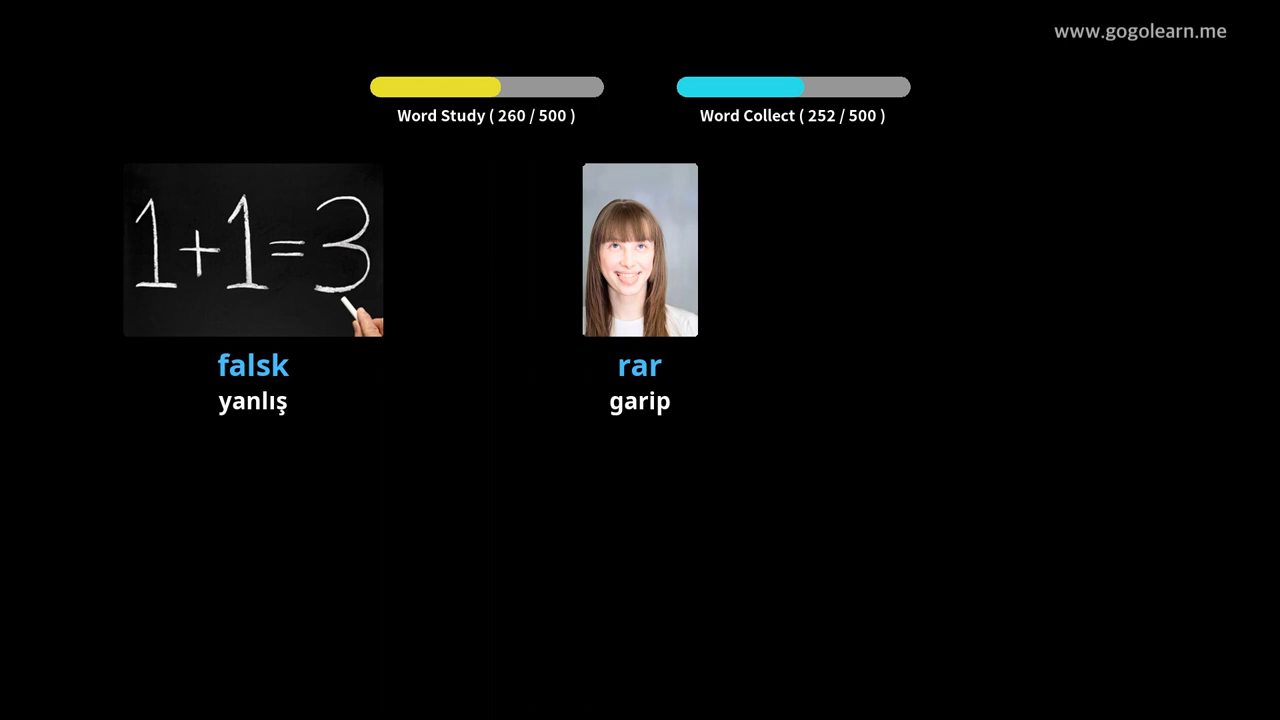 www.gogolearn.me
Word Study ( 260 / 500 )
Word Collect ( 252 / 500 )
1+1=3
falsk
yanlış
rar
garip